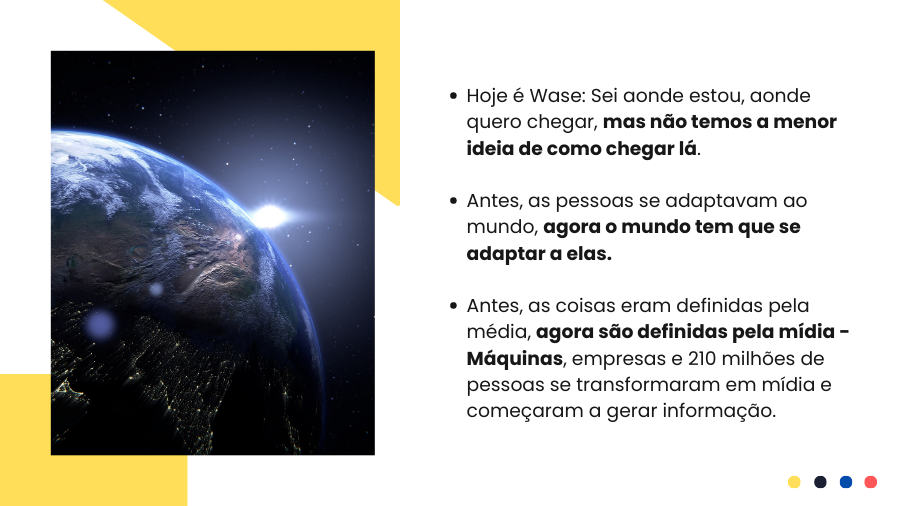 Hoje é Wase: Sei aonde estou, aonde
quero chegar, mas não temos a menor
ideia de como chegar lá.
Antes, as pessoas se adaptavam ao
mundo, agora o mundo tem que se
adaptar a elas.
Antes, as coisas eram definidas pela
média, agora são definidas pela mídia -
Máquinas, empresas e 210 milhões de
pessoas se transformaram em mídia e
começaram a gerar informação.